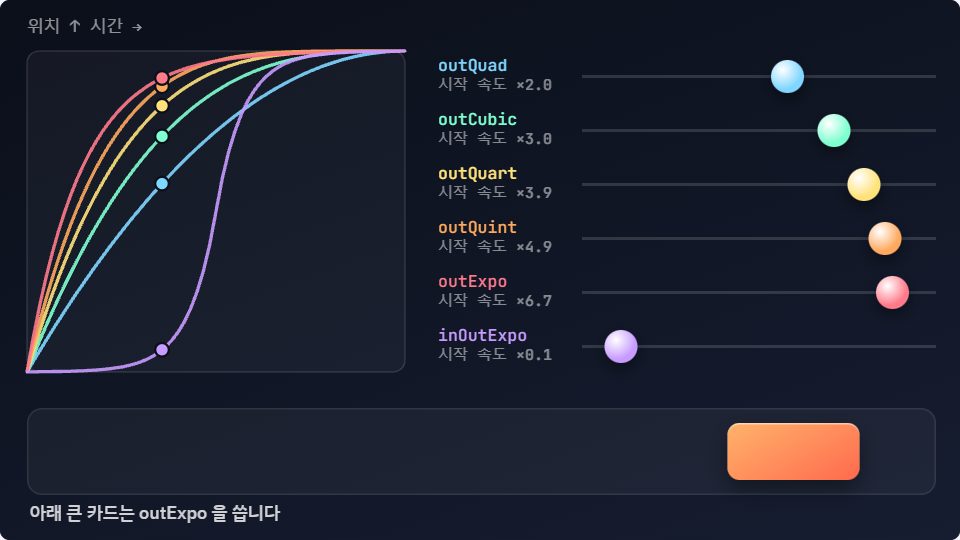 위치 ↑ 시간 →
outQuad
시작 속도 ×2.0
outCubic
시작 속도 ×3.0
outQuart
시작 속도 ×3.9
outQuint
시작 속도 ×4.9
outExpo
시작 속도 ×6.7
inOutExpo
시작 속도 ×0.1
아래 큰 카드는 outExpo 을 씁니다